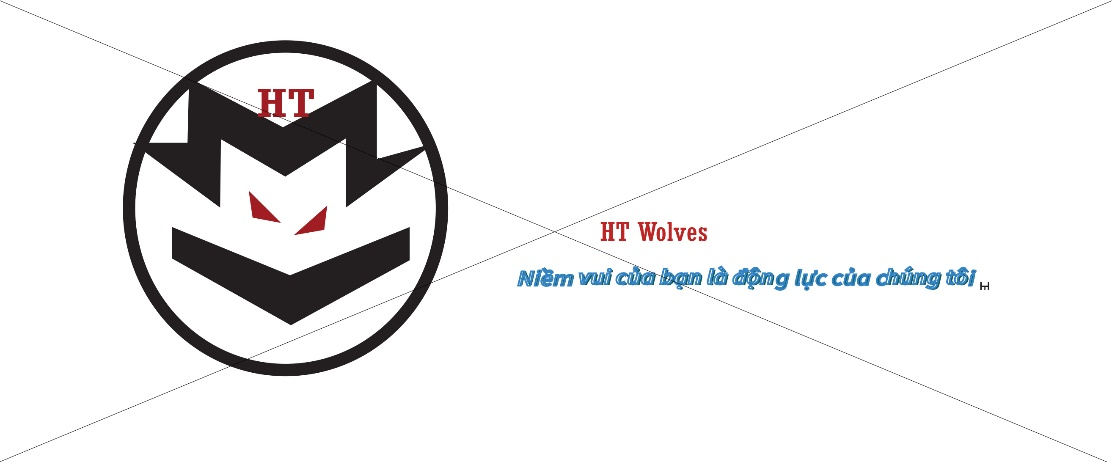 HT
HT Wolves
Niềm vui của bạn là động lực của chúng tôi